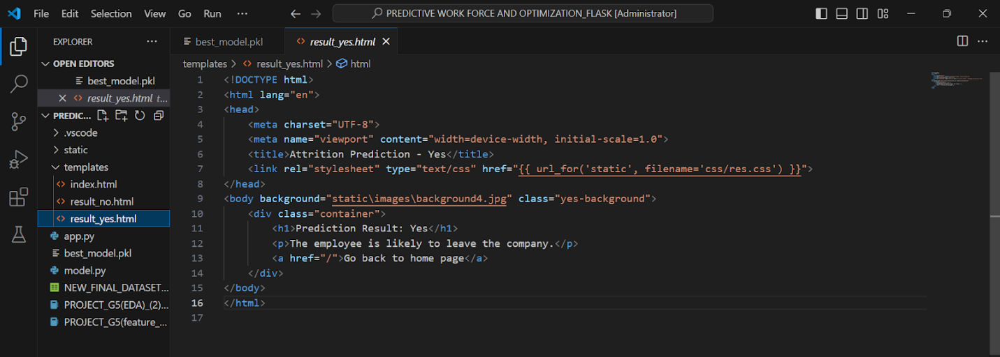 File Edit Selection View Go Run ··· PREDICTIVE WORK FORCE AND OPTIMIZATION_FLASK [Administrator]
EXPLORER ···
OPEN EDITORS
best_model.pkl
result_yes.html t...
PREDIC...
.vscode
static
templates
index.html
result_no.html
result_yes.html
app.py
best_model.pkl
model.py
NEW_FINAL_DATASET...
PROJECT_G5(EDA)_(2)...
PROJECT_G5(feature_...
best_model.pkl result_yes.html ···
templates > result_yes.html > html
1 <!DOCTYPE html>
2 <html lang="en">
3 <head>
4 <meta charset="UTF-8">
5 <meta name="viewport" content="width=device-width, initial-scale=1.0">
6 <title>Attrition Prediction - Yes</title>
7 <link rel="stylesheet" type="text/css" href="{{ url_for('static', filename='css/res.css') }}">
8 </head>
9 <body background="static\images\background4.jpg" class="yes-background">
10 <div class="container">
11 <h1>Prediction Result: Yes</h1>
12 <p>The employee is likely to leave the company.</p>
13 <a href="/">Go back to home page</a>
14 </div>
15 </body>
16 </html>
17